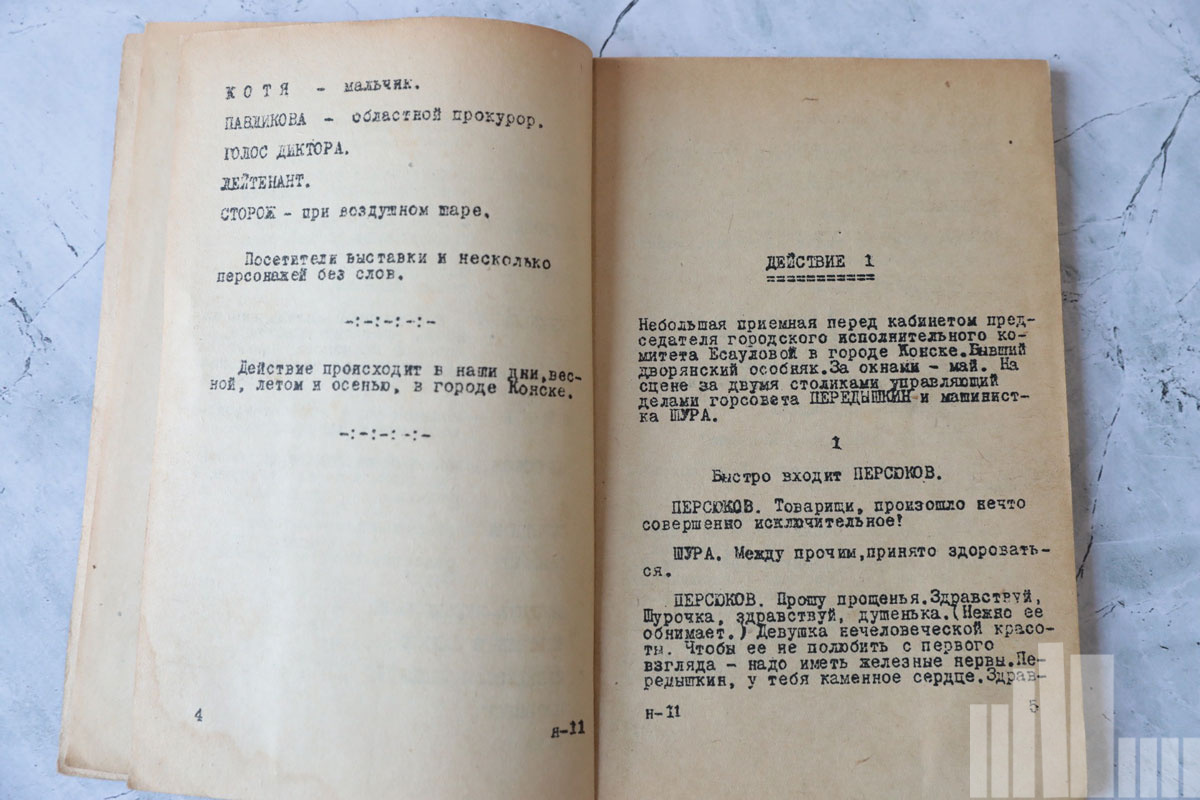 КОТЯ - мальчик.
ПАВЛИКОВА - областной прокурор.
ГОЛОС ДИКТОРА.
ЛЕЙТЕНАНТ.
СТОРОЖ - при воздушном шаре.
Посетители выставки и несколько
персонажей без слов.
-:-:-:-:-
Действие происходит в наши дни,вес-
ной, летом и осенью, в городе Конске.
-:-:-:-:-
4
н-11
ДЕЙСТВИЕ 1
===========
Небольшая приемная перед кабинетом пред-
седателя городского исполнительного ко-
митета Есауловой в городе Конске.Бывший
дворянский особняк.За окнами - май. На
сцене за двумя столиками управляющий
делами горсовета ПЕРЕДЫШКИН и машинист-
ка ШУРА.
1
Быстро входит ПЕРСЮКОВ.
ПЕРСЮКОВ. Товарищи, произошло нечто
совершенно исключительное!
ШУРА. Между прочим,принято здоровать-
ся.
ПЕРСЮКОВ. Прошу прощенья.Здравствуй,
Шурочка, здравствуй, душенька.(Нежно ее
обнимает.) Девушка нечеловеческой красо-
ты. Чтобы ее не полюбить с первого
взгляда - надо иметь железные нервы.Пе-
редышкин, у тебя каменное сердце.Здрав-
н-11
5